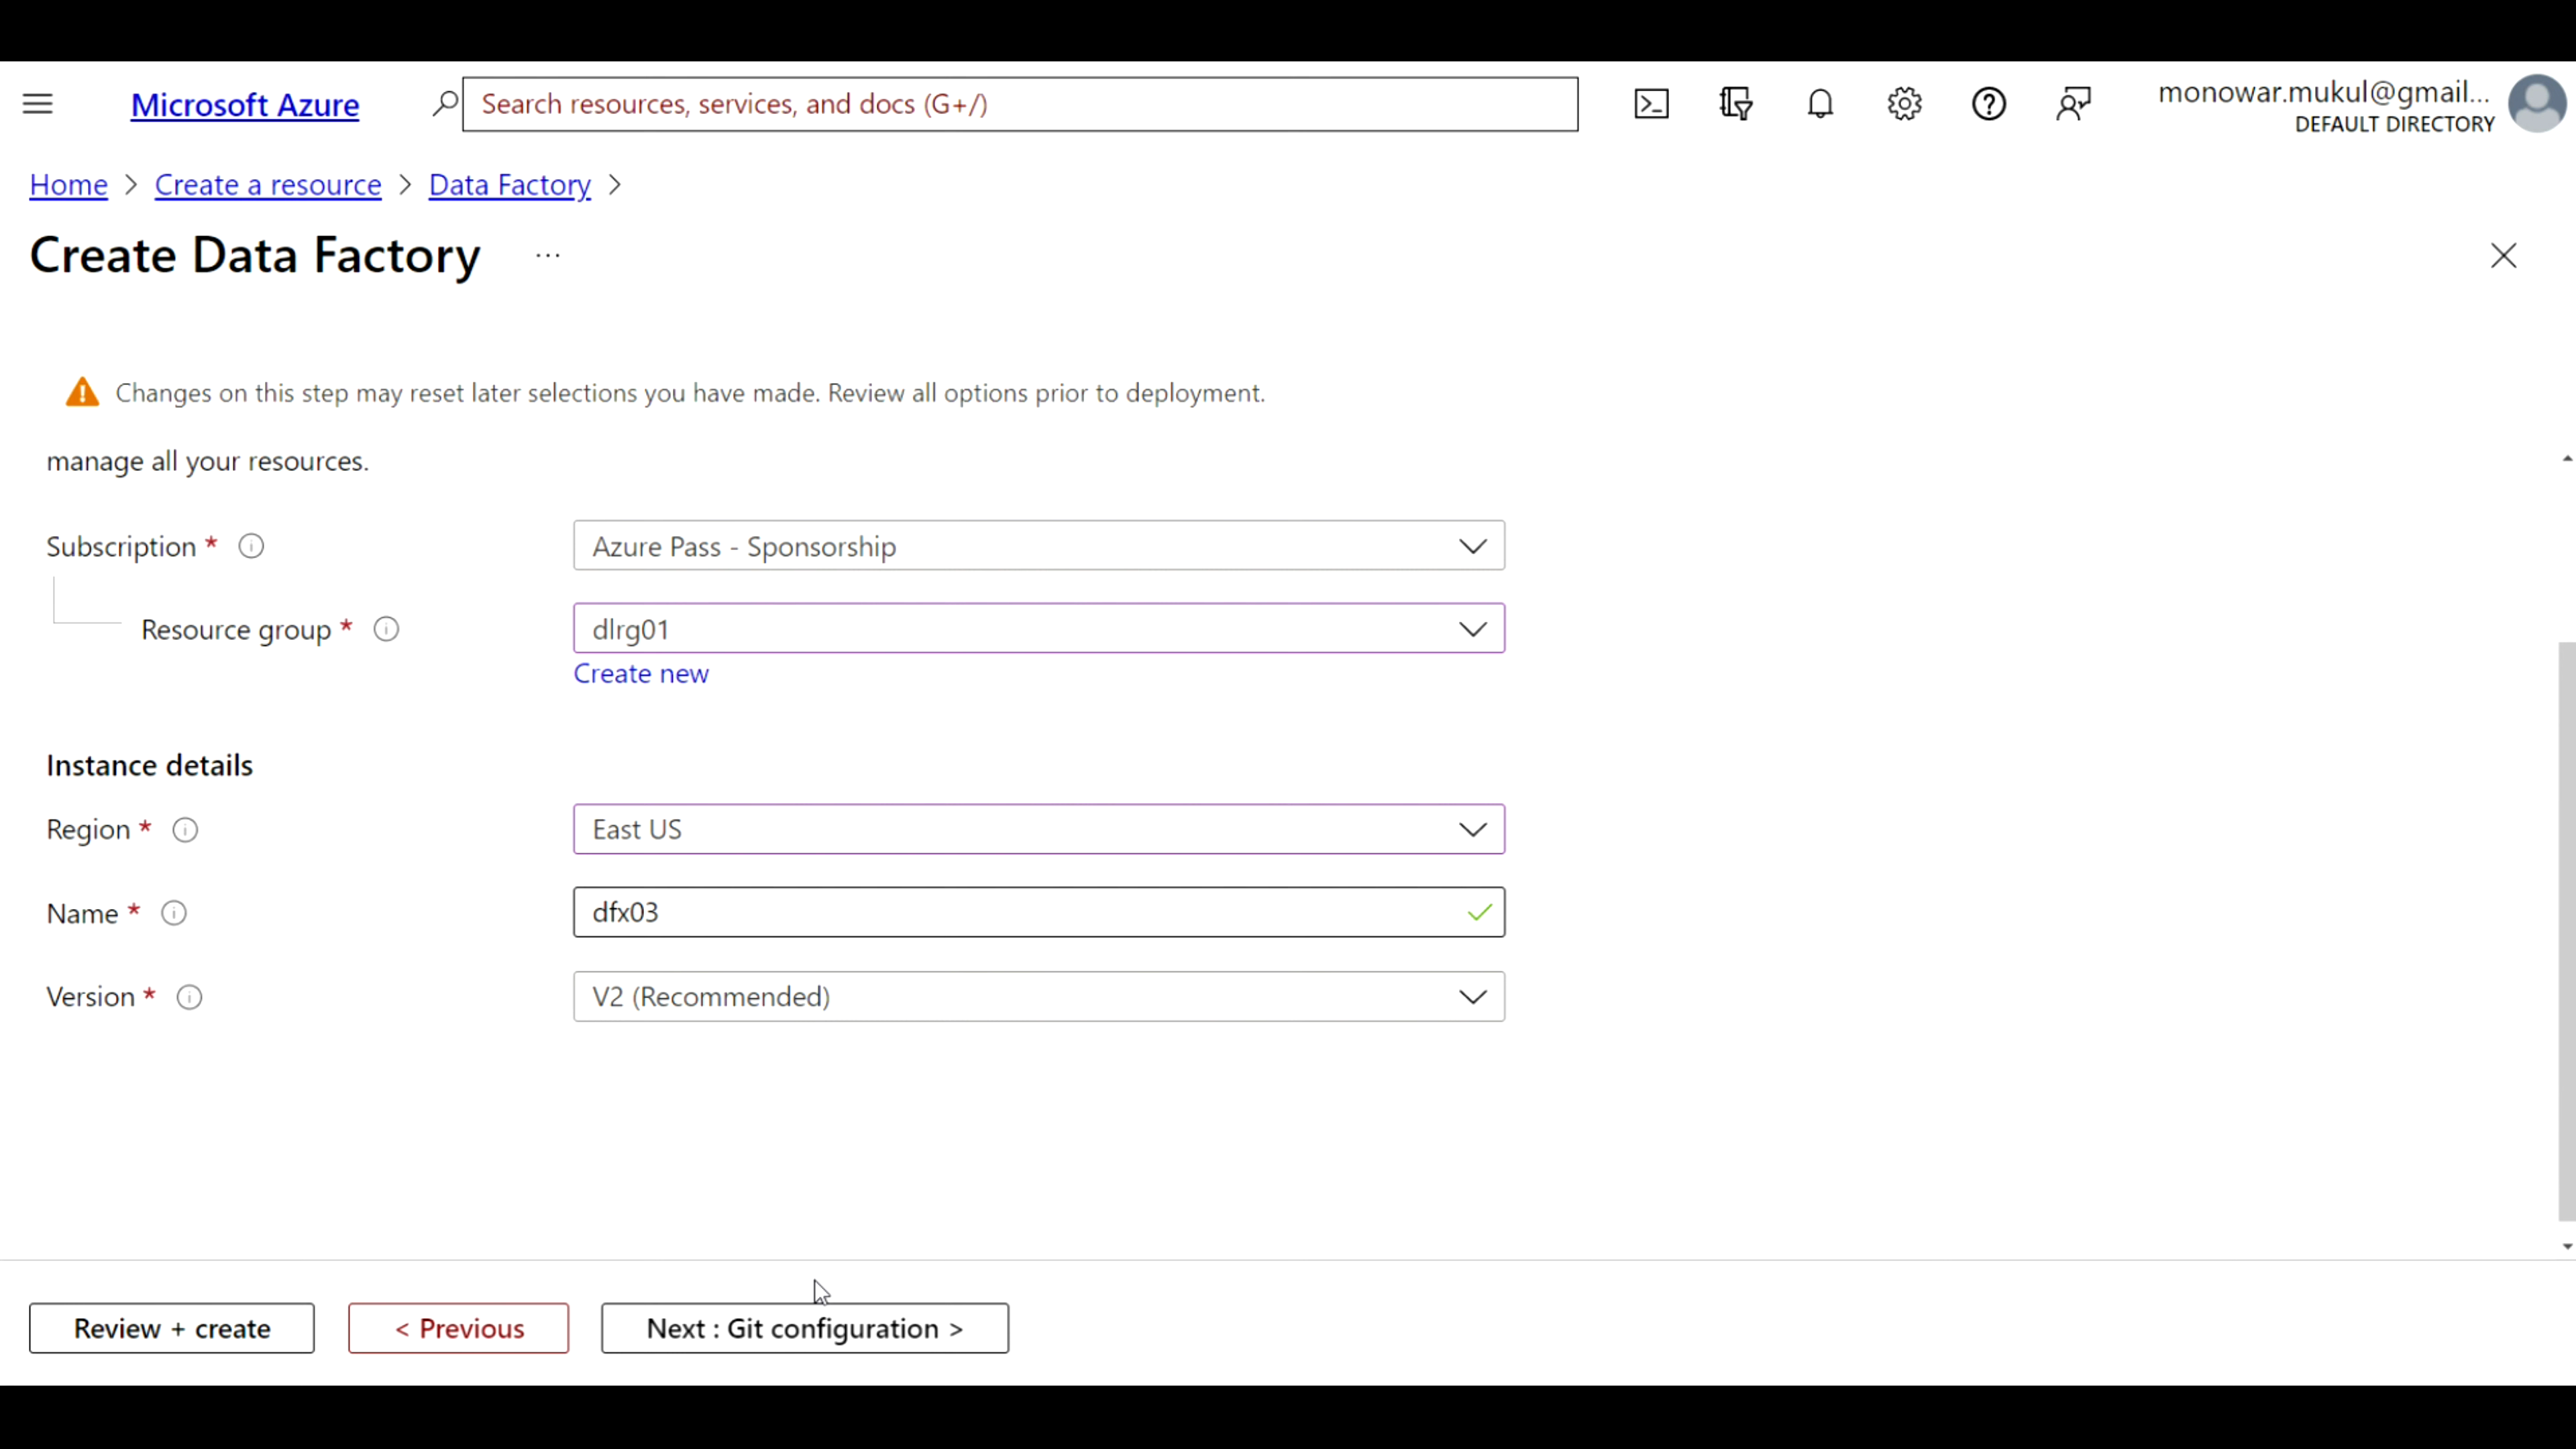 Microsoft Azure
Search resources, services, and docs (G+/)
monowar.mukul@gmail...
DEFAULT DIRECTORY
Home > Create a resource > Data Factory >
Create Data Factory ...
Changes on this step may reset later selections you have made. Review all options prior to deployment.
manage all your resources.
Subscription *
Azure Pass - Sponsorship
Resource group *
dlrg01
Create new
Instance details
Region *
East US
Name *
dfx03
Version *
V2 (Recommended)
Review + create
< Previous
Next : Git configuration >